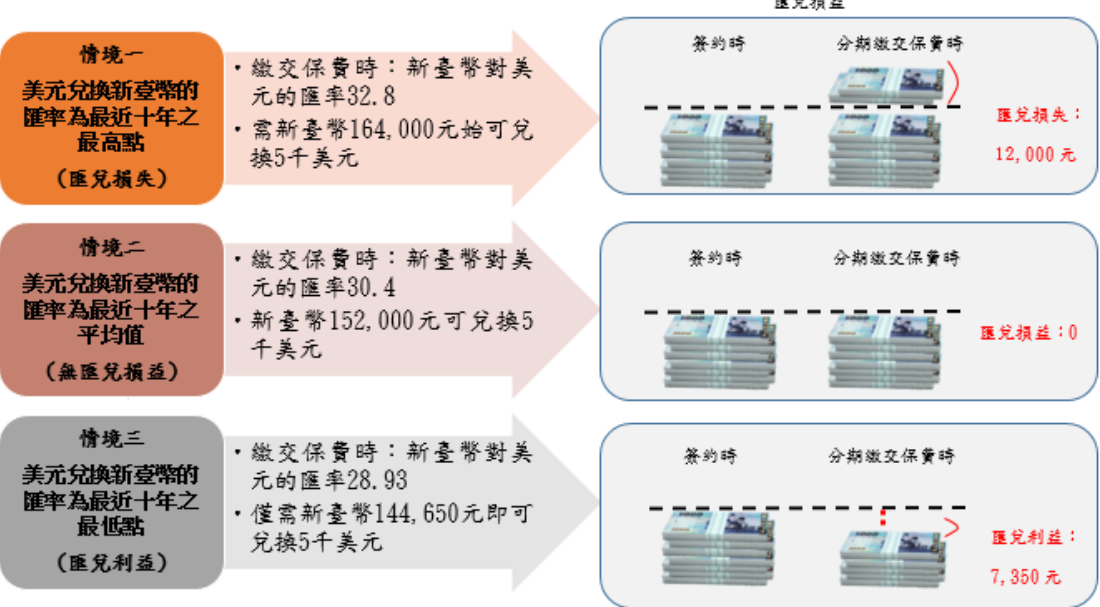 匯兌損益
情境一
美元兌換新臺幣的
匯率為最近十年之
最高點
(匯兌損失)
・繳交保費時：新臺幣對美
元的匯率32.8
・需新臺幣164,000元始可兌
換5千美元
簽約時
分期繳交保費時
匯兌損失：
12,000元
情境二
美元兌換新臺幣的
匯率為最近十年之
平均值
(無匯兌損益)
・繳交保費時：新臺幣對美
元的匯率30.4
・新臺幣152,000元可兌換5
千美元
簽約時
分期繳交保費時
匯兌損益：0
情境三
美元兌換新臺幣的
匯率為最近十年之
最低點
(匯兌利益)
・繳交保費時：新臺幣對美
元的匯率28.93
・僅需新臺幣144,650元即可
兌換5千美元
簽約時
分期繳交保費時
匯兌利益：
7,350元